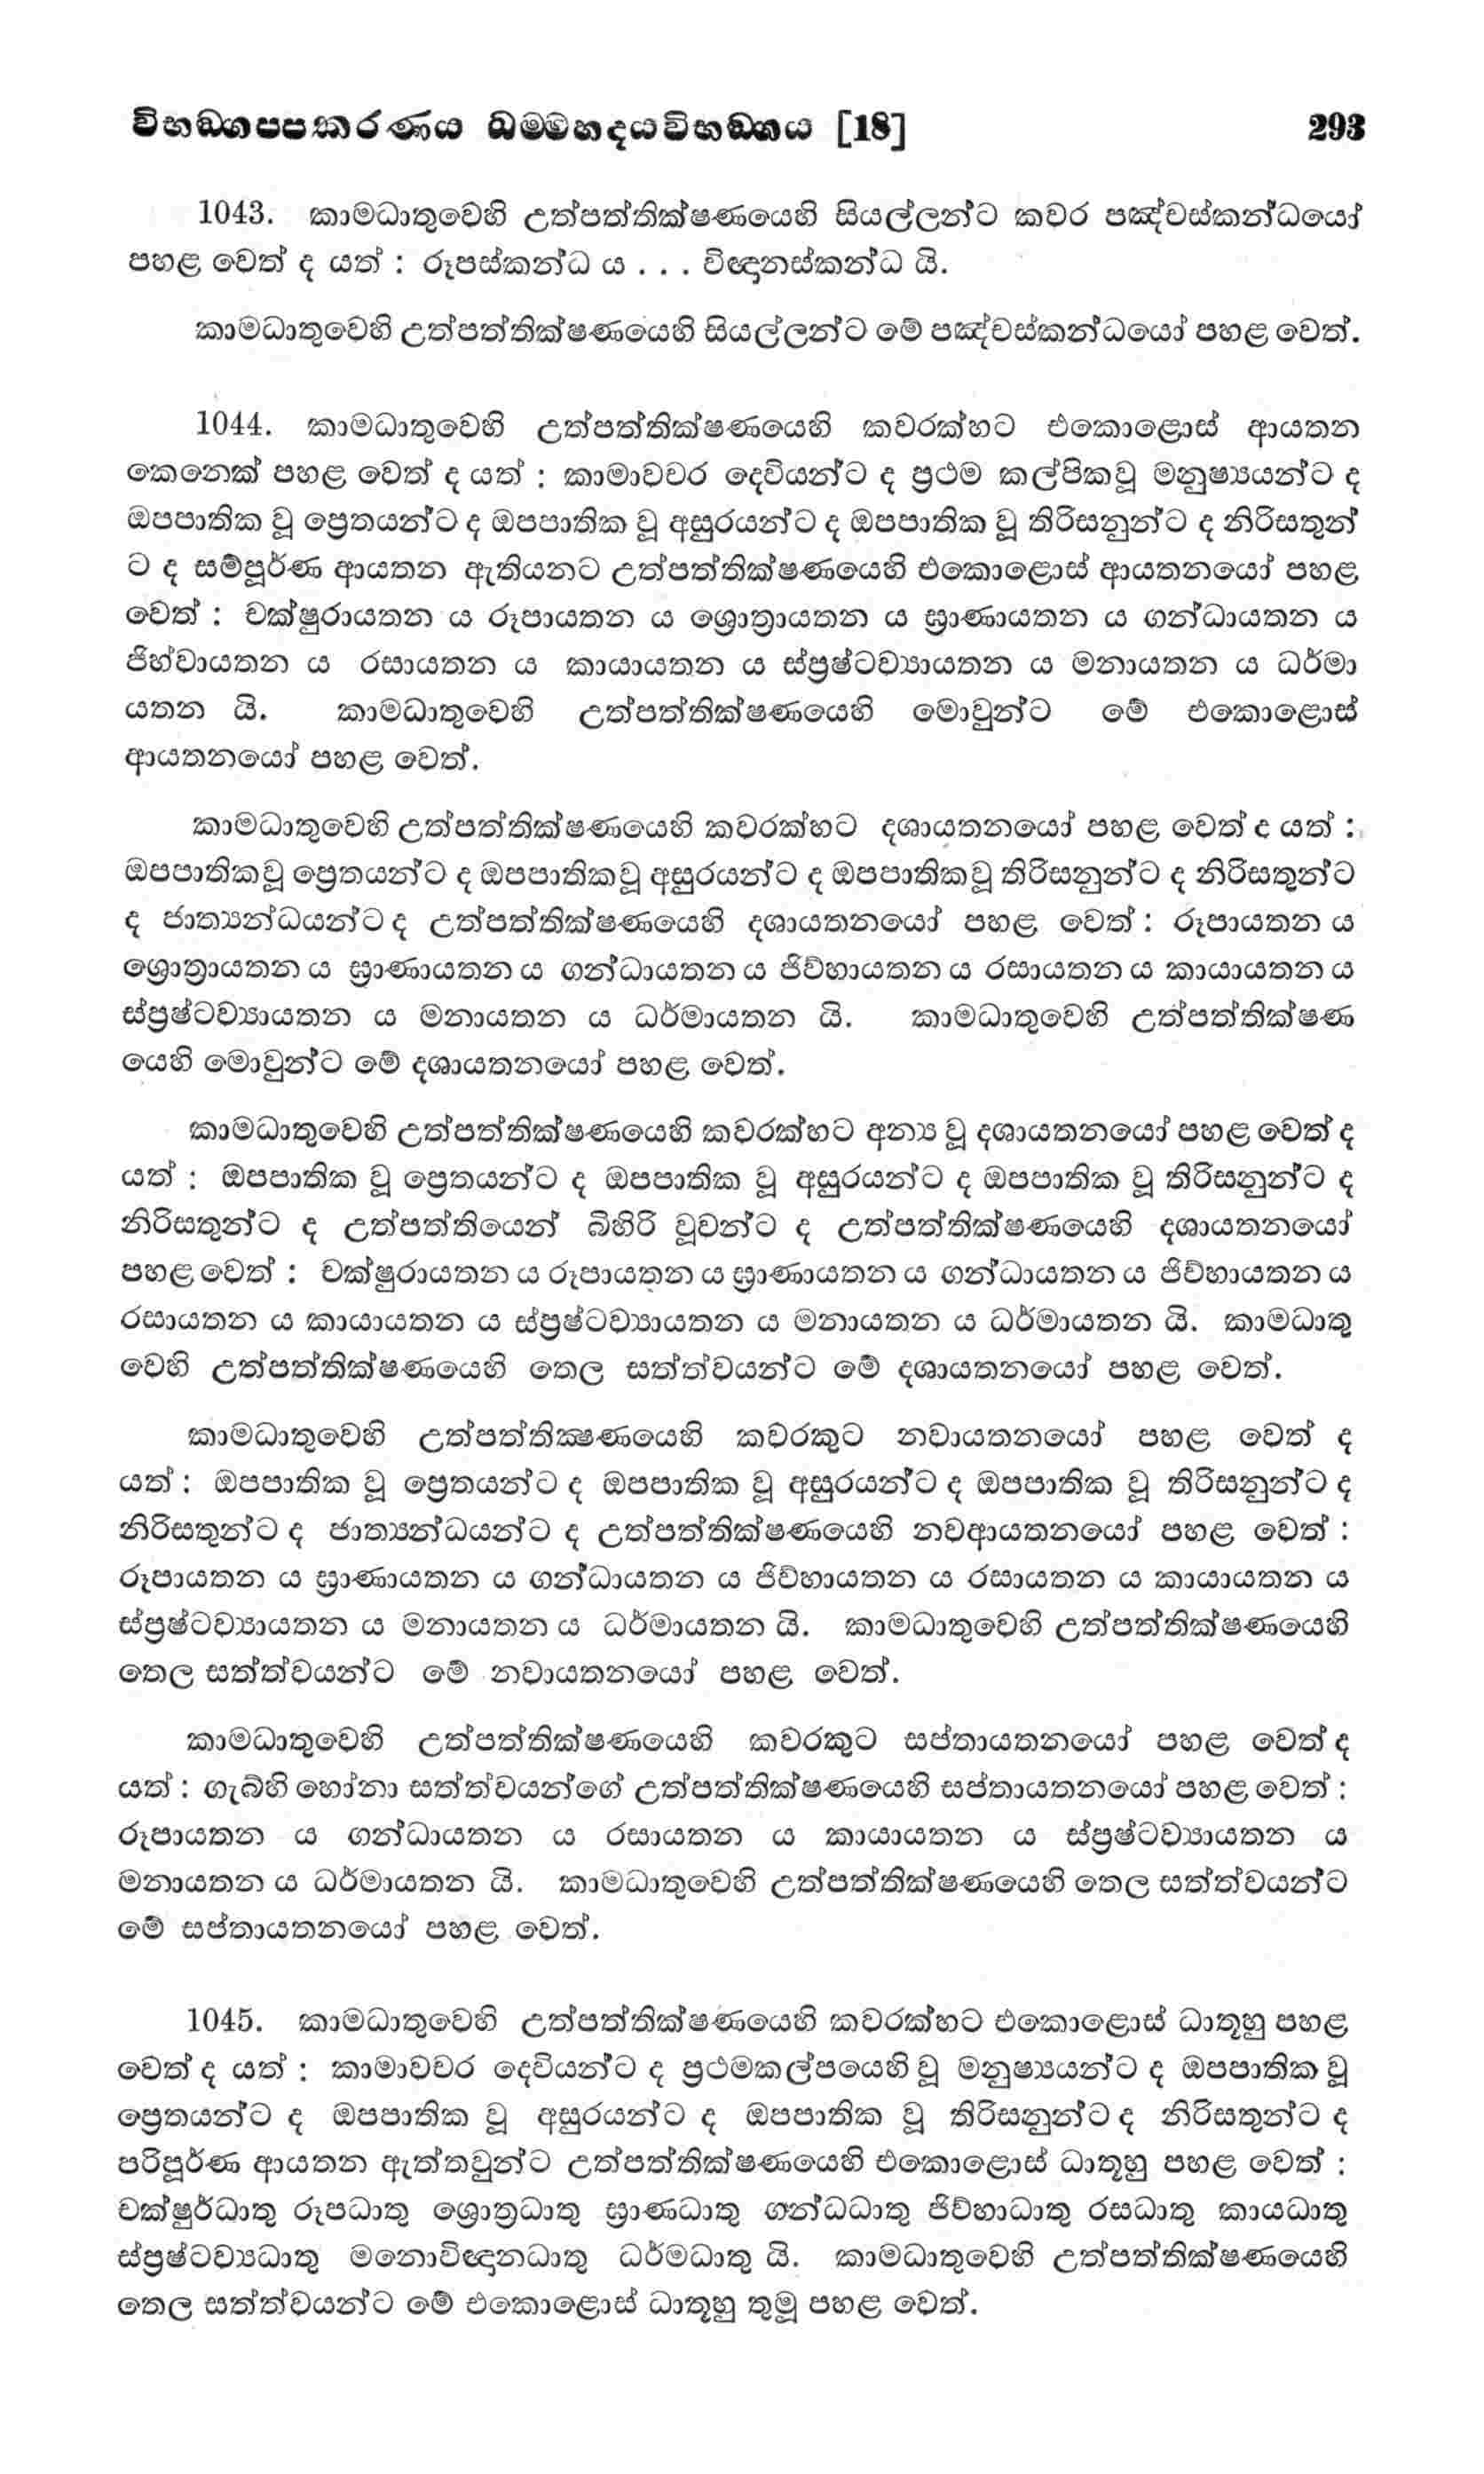 විභඞ්ගප්පකරණය ධම්මහදයවිභඞ්ගය [18] 293
1043. කාමධාතුවෙහි උත්පත්තික්ෂණයෙහි සියල්ලන්ට කවර පඤ්චස්කන්ධයෝ
පහළ වෙත් ද යත් : රූපස්කන්ධ ය . . . විඥානස්කන්ධ යි.
කාමධාතුවෙහි උත්පත්තික්ෂණයෙහි සියල්ලන්ට මේ පඤ්චස්කන්ධයෝ පහළ වෙත්.
1044. කාමධාතුවෙහි උත්පත්තික්ෂණයෙහි කවරක්හට එකොළොස් ආයතන
කෙනෙක් පහළ වෙත් ද යත් : කාමාවචර දෙවියන්ට ද ප්‍රථම කල්පිකවූ මනුෂ්‍යයන්ට ද
ඔපපාතික වූ ප්‍රෙතයන්ට ද ඔපපාතික වූ අසුරයන්ට ද ඔපපාතික වූ තිරිසනුන්ට ද නිරිසතුන්
ට ද සම්පූර්ණ ආයතන ඇතියනට උත්පත්තික්ෂණයෙහි එකොළොස් ආයතනයෝ පහළ
වෙත් : චක්ෂුරායතන ය රූපායතන ය ශ්‍රොත්‍රායතන ය ඝ්‍රාණායතන ය ගන්ධායතන ය
ජිහ්වායතන ය රසායතන ය කායායතන ය ස්ප්‍රෂ්ටව්‍යායතන ය මනායතන ය ධර්මා
යතන යි. කාමධාතුවෙහි උත්පත්තික්ෂණයෙහි මොවුන්ට මේ එකොළොස්
ආයතනයෝ පහළ වෙත්.
කාමධාතුවෙහි උත්පත්තික්ෂණයෙහි කවරක්හට දශායතනයෝ පහළ වෙත් ද යත් :
ඔපපාතිකවූ ප්‍රෙතයන්ට ද ඔපපාතිකවූ අසුරයන්ට ද ඔපපාතිකවූ තිරිසනුන්ට ද නිරිසතුන්ට
ද ජාත්‍යන්ධයන්ට ද උත්පත්තික්ෂණයෙහි දශායතනයෝ පහළ වෙත් : රූපායතන ය
ශ්‍රොත්‍රායතන ය ඝ්‍රාණායතන ය ගන්ධායතන ය ජිව්හායතන ය රසායතන ය කායායතන ය
ස්ප්‍රෂ්ටව්‍යායතන ය මනායතන ය ධර්මායතන යි. කාමධාතුවෙහි උත්පත්තික්ෂණ
යෙහි මොවුන්ට මේ දශායතනයෝ පහළ වෙත්.
කාමධාතුවෙහි උත්පත්තික්ෂණයෙහි කවරක්හට අන්‍ය වූ දශායතනයෝ පහළ වෙත් ද
යත් : ඔපපාතික වූ ප්‍රෙතයන්ට ද ඔපපාතික වූ අසුරයන්ට ද ඔපපාතික වූ තිරිසනුන්ට ද
නිරිසතුන්ට ද උත්පත්තියෙන් බිහිරි වූවන්ට ද උත්පත්තික්ෂණයෙහි දශායතනයෝ
පහළ වෙත් : චක්ෂුරායතන ය රූපායතන ය ඝ්‍රාණායතන ය ගන්ධායතන ය ජිව්හායතන ය
රසායතන ය කායායතන ය ස්ප්‍රෂ්ටව්‍යායතන ය මනායතන ය ධර්මායතන යි. කාමධාතු
වෙහි උත්පත්තික්ෂණයෙහි තෙල සත්ත්වයන්ට මේ දශායතනයෝ පහළ වෙත්.
කාමධාතුවෙහි උත්පත්තික්‍ෂණයෙහි කවරකුට නවායතනයෝ පහළ වෙත් ද
යත් : ඔපපාතික වූ ප්‍රෙතයන්ට ද ඔපපාතික වූ අසුරයන්ට ද ඔපපාතික වූ තිරිසනුන්ට ද
නිරිසතුන්ට ද ජාත්‍යන්ධයන්ට ද උත්පත්තික්ෂණයෙහි නවආයතනයෝ පහළ වෙත් :
රූපායතන ය ඝ්‍රාණායතන ය ගන්ධායතන ය ජිව්හායතන ය රසායතන ය කායායතන ය
ස්ප්‍රෂ්ටව්‍යායතන ය මනායතන ය ධර්මායතන යි. කාමධාතුවෙහි උත්පත්තික්ෂණයෙහි
තෙල සත්ත්වයන්ට මේ නවායතනයෝ පහළ වෙත්.
කාමධාතුවෙහි උත්පත්තික්ෂණයෙහි කවරකුට සප්තායතනයෝ පහළ වෙත් ද
යත් : ගැබ්හි හෝනා සත්ත්වයන්ගේ උත්පත්තික්ෂණයෙහි සප්තායතනයෝ පහළ වෙත් :
රූපායතන ය ගන්ධායතන ය රසායතන ය කායායතන ය ස්ප්‍රෂ්ටව්‍යායතන ය
මනායතන ය ධර්මායතන යි. කාමධාතුවෙහි උත්පත්තික්ෂණයෙහි තෙල සත්ත්වයන්ට
මේ සප්තායතනයෝ පහළ වෙත්.
1045. කාමධාතුවෙහි උත්පත්තික්ෂණයෙහි කවරක්හට එකොළොස් ධාතූහු පහළ
වෙත් ද යත් : කාමාවචර දෙවියන්ට ද ප්‍රථමකල්පයෙහි වූ මනුෂ්‍යයන්ට ද ඔපපාතික වූ
ප්‍රෙතයන්ට ද ඔපපාතික වූ අසුරයන්ට ද ඔපපාතික වූ තිරිසනුන්ට ද නිරිසතුන්ට ද
පරිපූර්ණ ආයතන ඇත්තවුන්ට උත්පත්තික්ෂණයෙහි එකොළොස් ධාතූහු පහළ වෙත් :
චක්ෂුර්ධාතු රූපධාතු ශ්‍රොත්‍රධාතු ඝ්‍රාණධාතු ගන්ධධාතු ජිව්හාධාතු රසධාතු කායධාතු
ස්ප්‍රෂ්ටව්‍යධාතු මනොවිඥානධාතු ධර්මධාතු යි. කාමධාතුවෙහි උත්පත්තික්ෂණයෙහි
තෙල සත්ත්වයන්ට මේ එකොළොස් ධාතූහු තුමූ පහළ වෙත්.